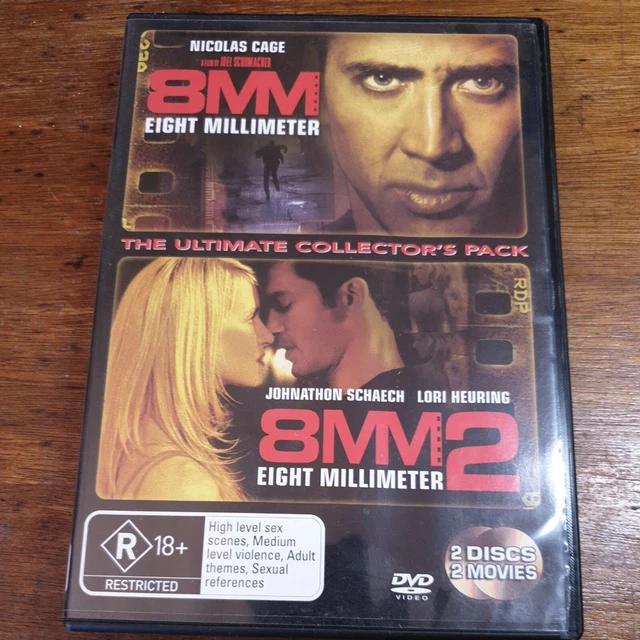 NICOLAS CAGE
A FILM BY JOEL SCHUMACHER
8MM
EIGHT MILLIMETER
THE ULTIMATE COLLECTOR'S PACK
RDP
JOHNATHON SCHAECH LORI HEURING
8MM2
EIGHT MILLIMETER
R 18+
RESTRICTED
High level sex
scenes, Medium
level violence, Adult
themes, Sexual
references
DVD
VIDEO
2 DISCS
2 MOVIES